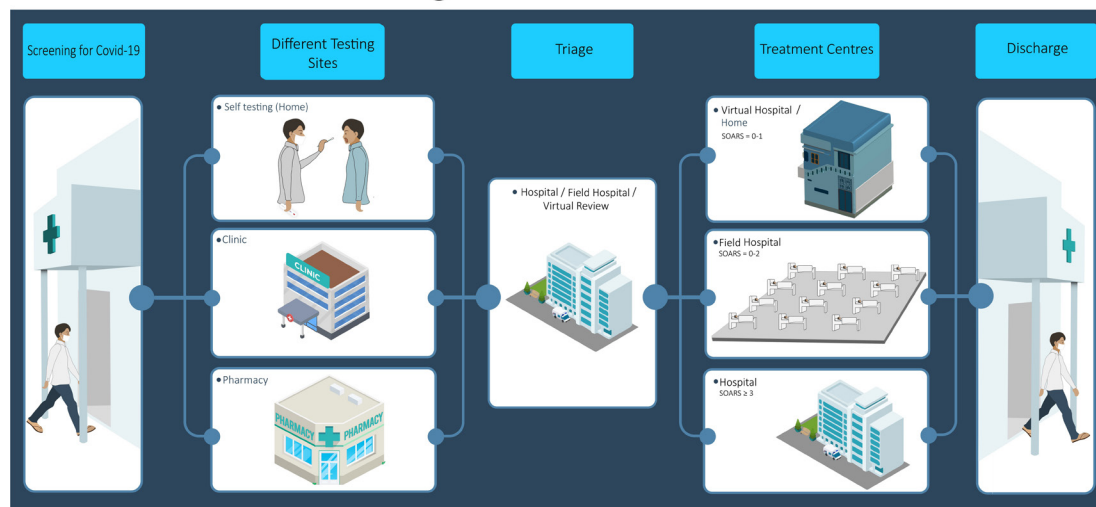 Screening for Covid-19
Different Testing
Sites
Triage
Treatment Centres
Discharge
• Self testing (Home)
• Clinic
CLINIC
• Pharmacy
PHARMACY
PHARMACY
• Hospital / Field Hospital /
Virtual Review
• Virtual Hospital /
Home
SOARS = 0-1
• Field Hospital
SOARS = 0-2
• Hospital
SOARS ≥ 3